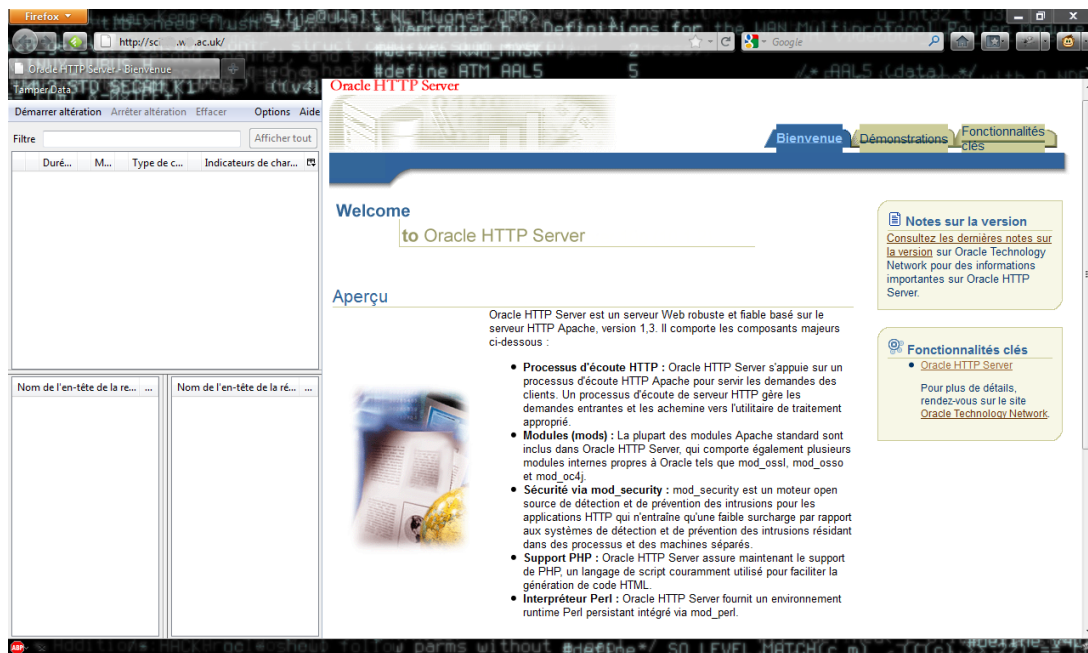 Firefox
http://sci .w .ac.uk/
Google
Oracle HTTP Server - Bienvenue
#define ATM_AAL5 5
Tamper Data
Démarrer altération Arrêter altération Effacer Options Aide
Filtre Afficher tout
Duré... M... Type de c... Indicateurs de char...
Nom de l'en-tête de la re... ... Nom de l'en-tête de la ré... ...
Oracle HTTP Server
Bienvenue Démonstrations Fonctionnalités
clés
Welcome
to Oracle HTTP Server
Aperçu
Oracle HTTP Server est un serveur Web robuste et fiable basé sur le
serveur HTTP Apache, version 1,3. Il comporte les composants majeurs
ci-dessous :
Processus d'écoute HTTP : Oracle HTTP Server s'appuie sur un
processus d'écoute HTTP Apache pour servir les demandes des
clients. Un processus d'écoute de serveur HTTP gère les
demandes entrantes et les achemine vers l'utilitaire de traitement
approprié.
Modules (mods) : La plupart des modules Apache standard sont
inclus dans Oracle HTTP Server, qui comporte également plusieurs
modules internes propres à Oracle tels que mod_ossl, mod_osso
et mod_oc4j.
Sécurité via mod_security : mod_security est un moteur open
source de détection et de prévention des intrusions pour les
applications HTTP qui n'entraîne qu'une faible surcharge par rapport
aux systèmes de détection et de prévention des intrusions résidant
dans des processus et des machines séparés.
Support PHP : Oracle HTTP Server assure maintenant le support
de PHP, un langage de script couramment utilisé pour faciliter la
génération de code HTML.
Interpréteur Perl : Oracle HTTP Server fournit un environnement
runtime Perl persistant intégré via mod_perl.
Notes sur la version
Consultez les dernières notes sur
la version sur Oracle Technology
Network pour des informations
importantes sur Oracle HTTP
Server.
Fonctionnalités clés
Oracle HTTP Server
Pour plus de détails,
rendez-vous sur le site
Oracle Technology Network.
ABP
follow parms without #define */ SO_LEVEL_MATCH(c,m)